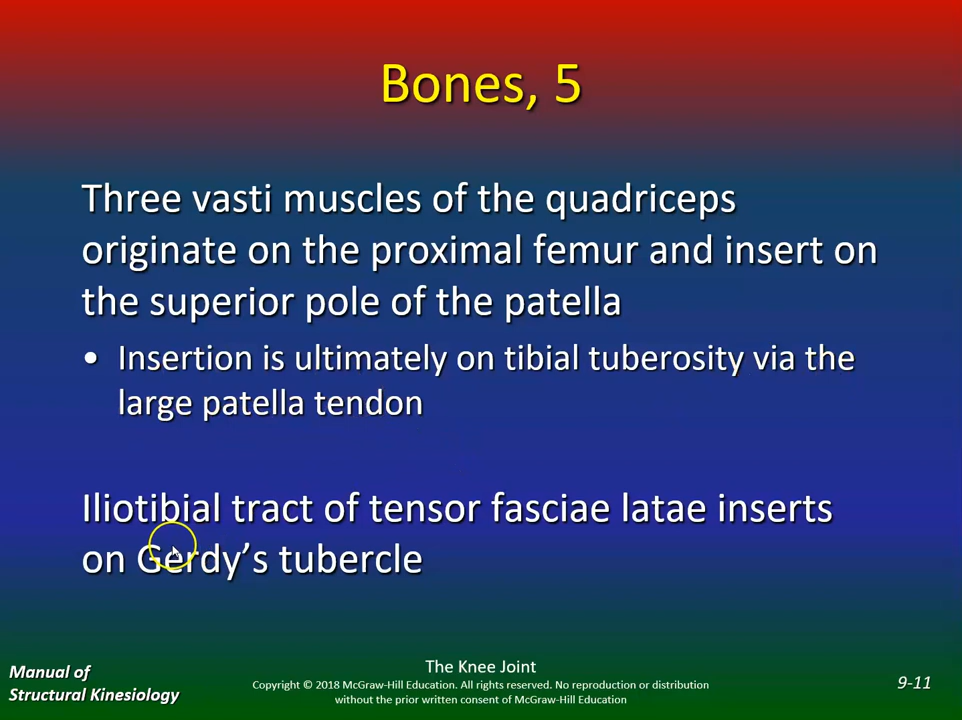 Bones, 5
Three vasti muscles of the quadriceps
originate on the proximal femur and insert on
the superior pole of the patella
• Insertion is ultimately on tibial tuberosity via the
large patella tendon
Iliotibial tract of tensor fasciae latae inserts
on Gerdy’s tubercle
Manual of
Structural Kinesiology
The Knee Joint
Copyright © 2018 McGraw-Hill Education. All rights reserved. No reproduction or distribution
without the prior written consent of McGraw-Hill Education
9-11